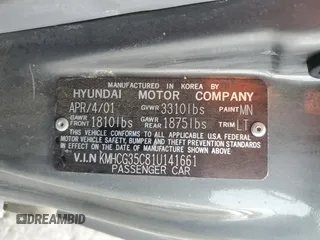 MANUFACTURED IN KOREA BY
HYUNDAI MOTOR COMPANY
APR/4/01 GVWR 3310lbs PAINT MN
GAWR FRONT 1810lbs GAWR REAR 1875lbs TRIM LT
THIS VEHICLE CONFORMS TO ALL APPLICABLE U.S.A. FEDERAL
MOTOR VEHICLE SAFETY, BUMPER, AND THEFT PREVENTION STANDARDS
IN EFFECT ON THE DATE OF MANUFACTURE SHOWN ABOVE.
V.I.N KMHCG35C81U141661
PASSENGER CAR
DREAMBID